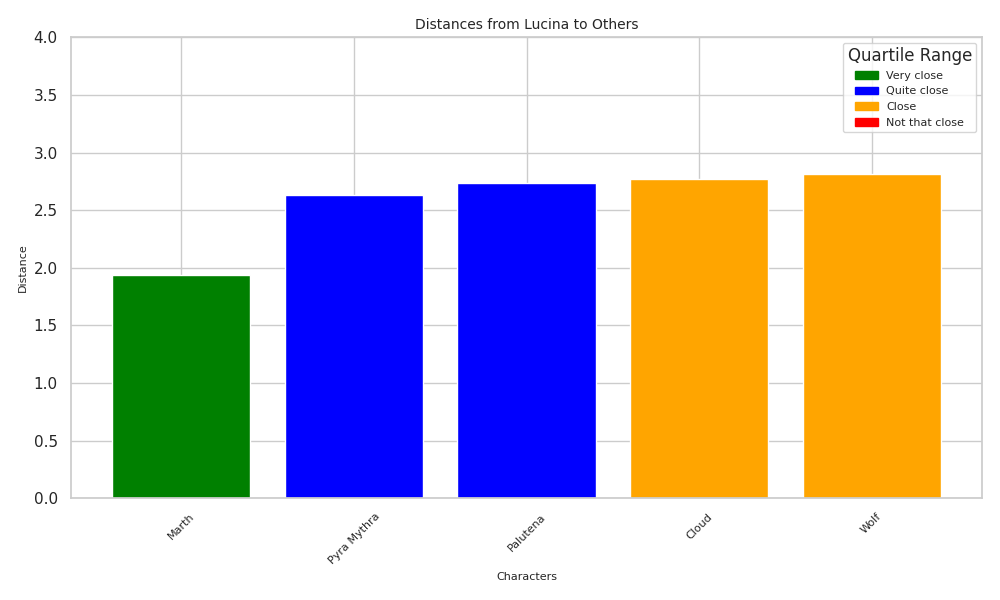 Distances from Lucina to Others
4.0
3.5
3.0
2.5
2.0
1.5
1.0
0.5
0.0
Distance
Quartile Range
Very close
Quite close
Close
Not that close
Marth
Pyra Mythra
Palutena
Cloud
Wolf
Characters